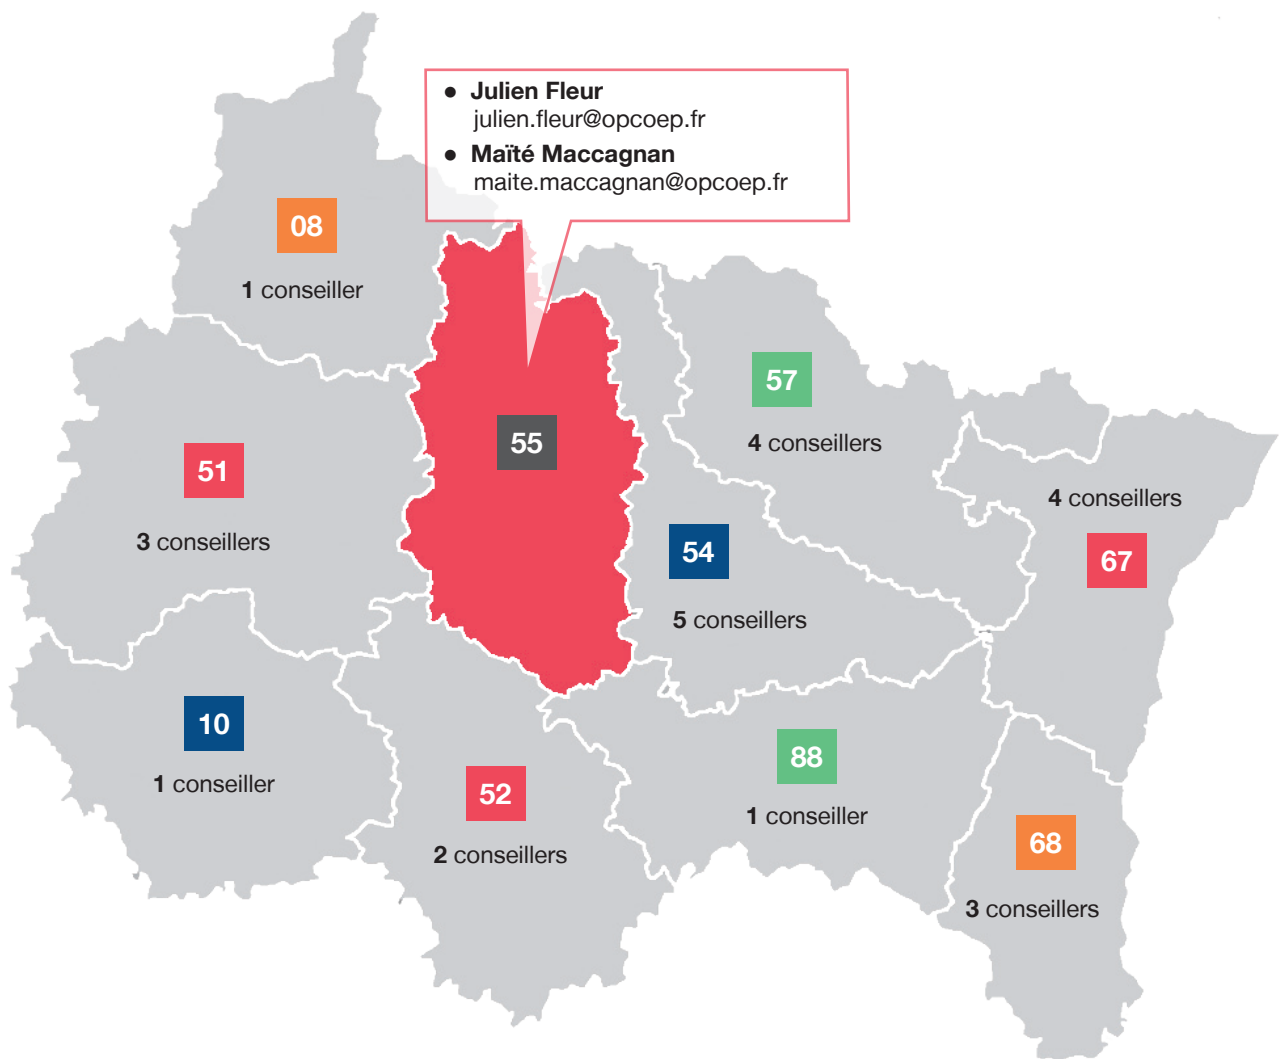 ● Julien Fleur
julien.fleur@opcoep.fr
● Maïté Maccagnan
maite.maccagnan@opcoep.fr
08
1 conseiller
57
4 conseillers
55
51
3 conseillers
4 conseillers
67
54
5 conseillers
10
1 conseiller
88
1 conseiller
52
2 conseillers
68
3 conseillers